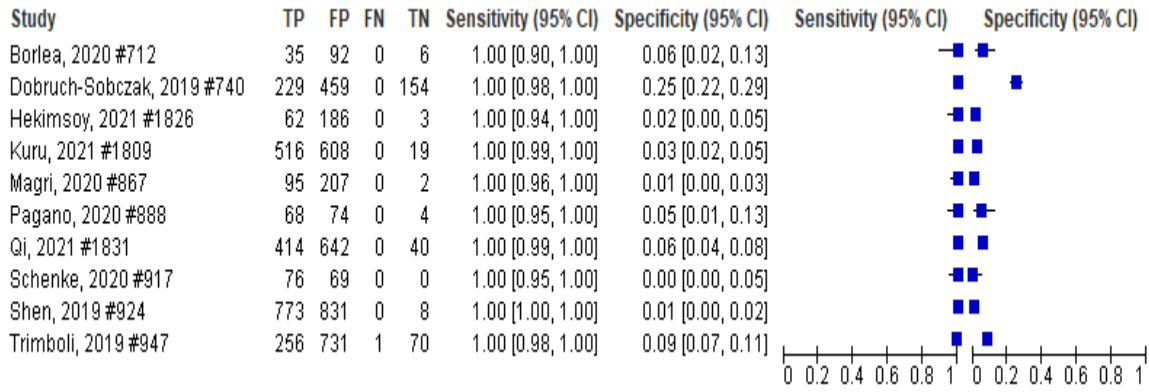 Study TP FP FN TN Sensitivity (95% CI) Specificity (95% CI) Sensitivity (95% CI) Specificity (95% CI)
Borlea, 2020 #712 35 92 0 6 1.00 [0.90, 1.00] 0.06 [0.02, 0.13]
Dobruch-Sobczak, 2019 #740 229 459 0 154 1.00 [0.98, 1.00] 0.25 [0.22, 0.29]
Hekimsoy, 2021 #1826 62 186 0 3 1.00 [0.94, 1.00] 0.02 [0.00, 0.05]
Kuru, 2021 #1809 516 608 0 19 1.00 [0.99, 1.00] 0.03 [0.02, 0.05]
Magri, 2020 #867 95 207 0 2 1.00 [0.96, 1.00] 0.01 [0.00, 0.03]
Pagano, 2020 #888 68 74 0 4 1.00 [0.95, 1.00] 0.05 [0.01, 0.13]
Qi, 2021 #1831 414 642 0 40 1.00 [0.99, 1.00] 0.06 [0.04, 0.08]
Schenke, 2020 #917 76 69 0 0 1.00 [0.95, 1.00] 0.00 [0.00, 0.05]
Shen, 2019 #924 773 831 0 8 1.00 [1.00, 1.00] 0.01 [0.00, 0.02]
Trimboli, 2019 #947 256 731 1 70 1.00 [0.98, 1.00] 0.09 [0.07, 0.11]
0 0.2 0.4 0.6 0.8 1 0 0.2 0.4 0.6 0.8 1